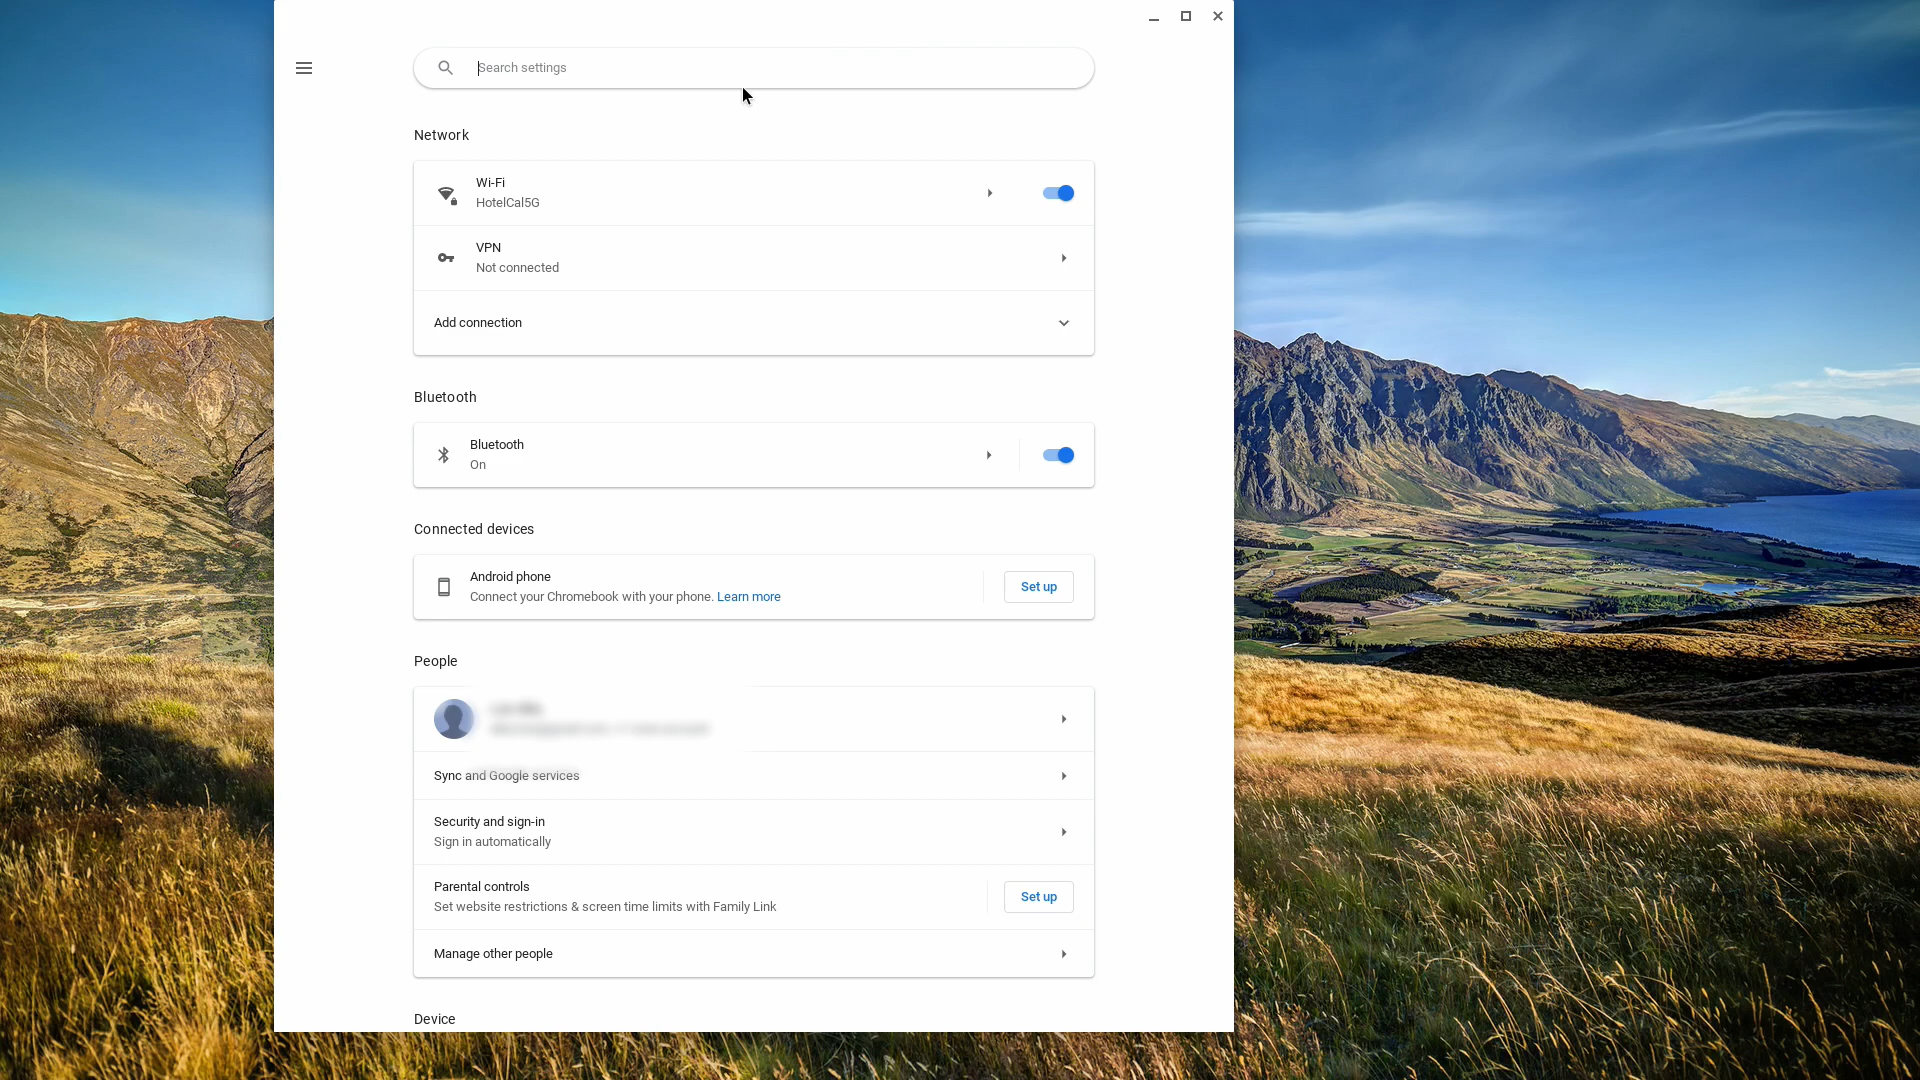 Search settings
Network
Wi-Fi
HotelCal5G
VPN
Not connected
Add connection
Bluetooth
Bluetooth
On
Connected devices
Android phone
Connect your Chromebook with your phone. Learn more
Set up
People
Sync and Google services
Security and sign-in
Sign in automatically
Parental controls
Set website restrictions & screen time limits with Family Link
Set up
Manage other people
Device